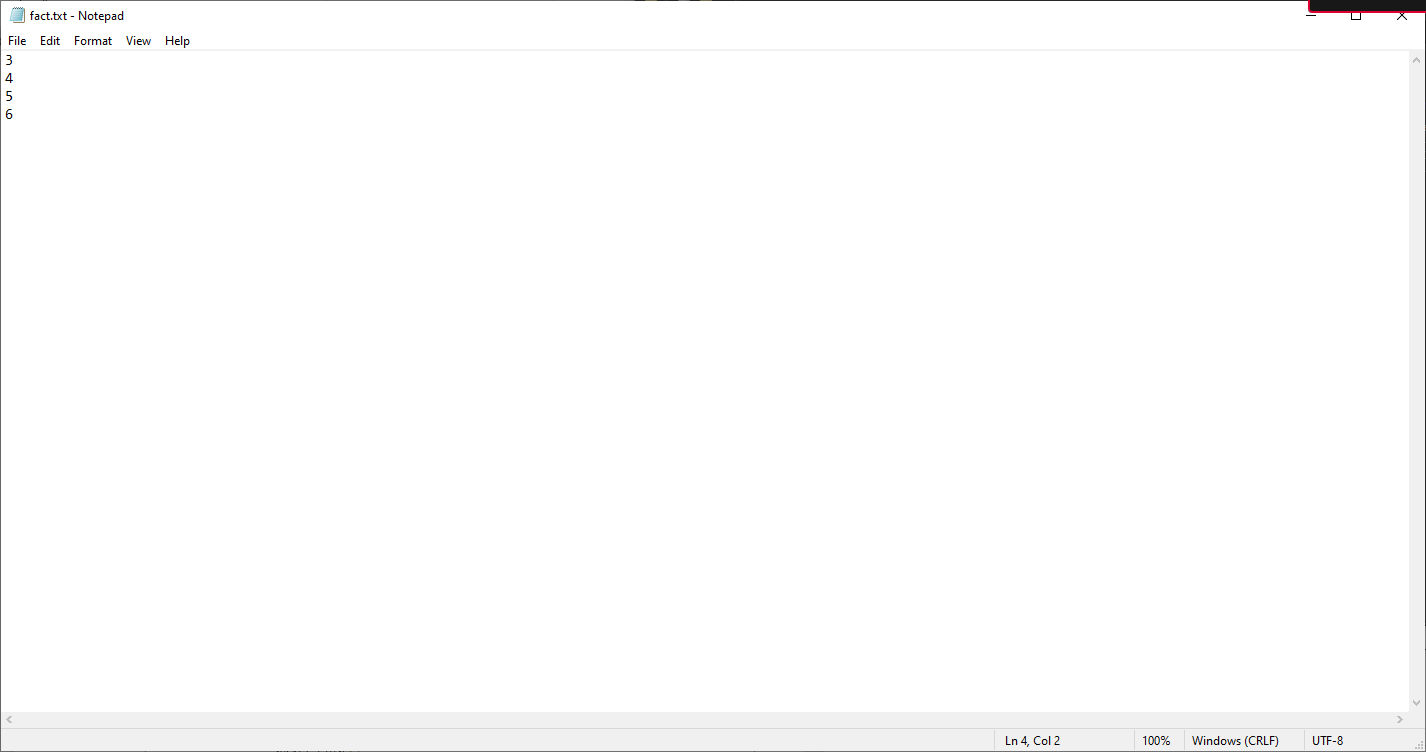 fact.txt - Notepad
File Edit Format View Help
3
4
5
6
Ln 4, Col 2 100% Windows (CRLF) UTF-8